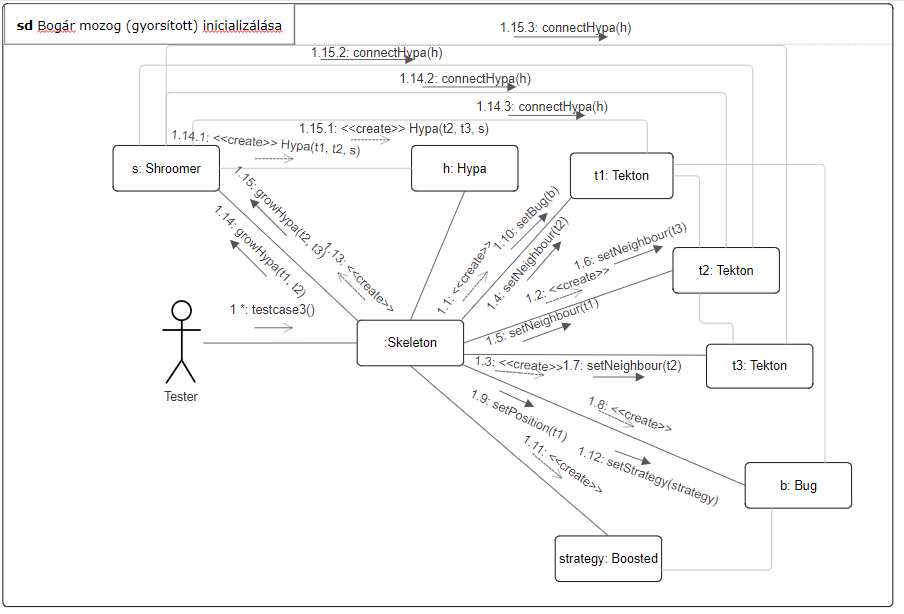 sd Bogár mozog (gyorsított) inicializálása
1.15.3: connectHypa(h)
1.15.2: connectHypa(h)
1.14.2: connectHypa(h)
1.14.3: connectHypa(h)
1.15.1: <<create>> Hypa(t2, t3, s)
1.14.1: <<create>> Hypa(t1, t2, s)
s: Shroomer
h: Hypa
t1: Tekton
1.15: growHypa(t2, t3)
1.14: growHypa(t1, t2)
1.13: <<create>>
1.1: <<create>>
1.10: setBug(b)
1.4: setNeighbour(t2)
1.6: setNeighbour(t3)
1.2: <<create>>
1.5: setNeighbour(t1)
t2: Tekton
1 *: testcase3()
:Skeleton
1.3: <<create>>
1.7: setNeighbour(t2)
t3: Tekton
Tester
1.9: setPosition(t1)
1.8: <<create>>
1.11: <<create>>
1.12: setStrategy(strategy)
b: Bug
strategy: Boosted